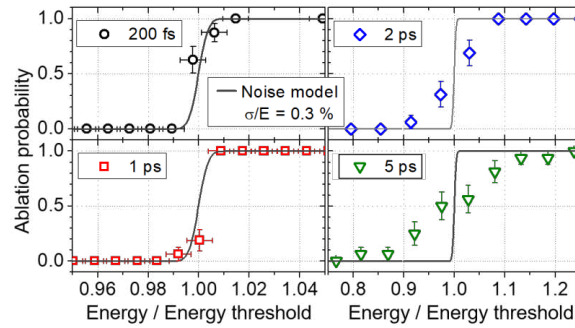 Ablation probability
1.0
0.5
0.0
200 fs
2 ps
Noise model
σ/E = 0.3 %
1.0
0.5
0.0
1 ps
5 ps
0.96 0.98 1.00 1.02 1.04
0.8 0.9 1.0 1.1 1.2
Energy / Energy threshold
Energy / Energy threshold